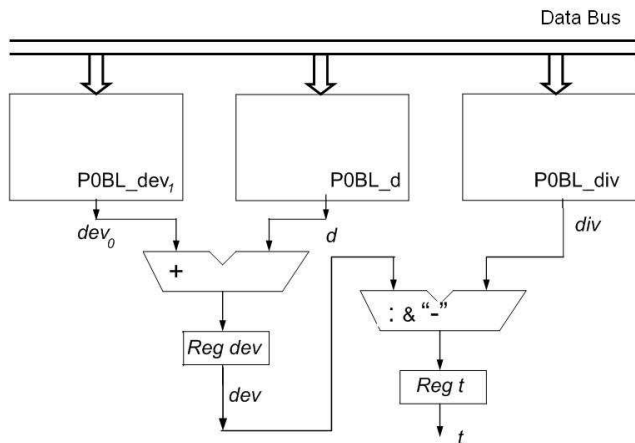 Data Bus
P0BL_dev₁
P0BL_d
P0BL_div
dev₀
d
div
+
: & “-”
Reg dev
dev
Reg t
t